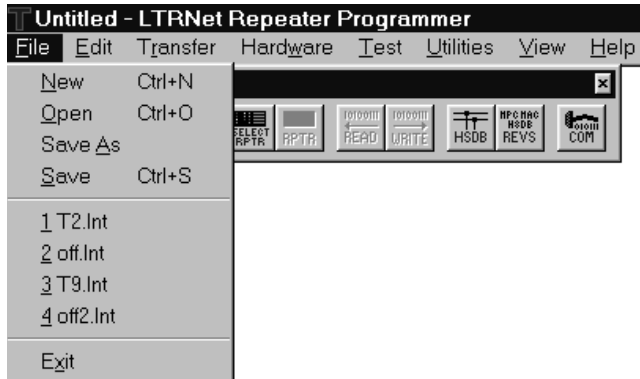 Untitled - LTRNet Repeater Programmer
File Edit Transfer Hardware Test Utilities View Help
New Ctrl+N
Open Ctrl+O
Save As
Save Ctrl+S
1 T2.lnt
2 off.lnt
3 T9.lnt
4 off2.lnt
Exit
SELECT RPTR
RPTR
READ
WRITE
HSDB
MPC MAC HSDB REVS
COM